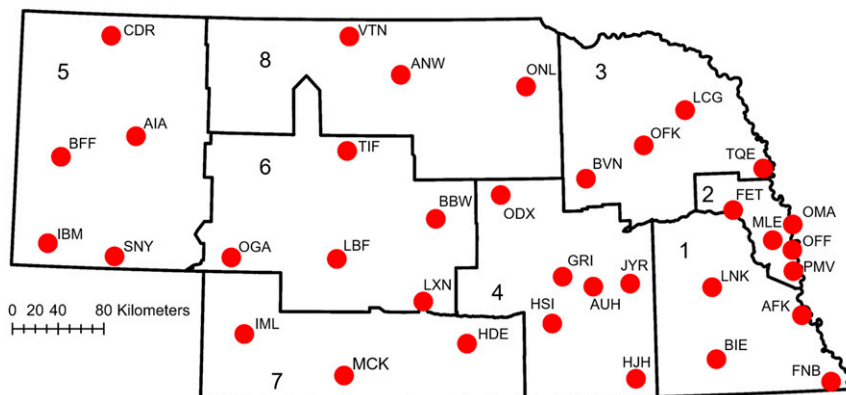 CDR
VTN
5
8
ANW
3
ONL
LCG
AIA
BFF
OFK
TIF
6
BVN
TQE
2
BBW
ODX
FET
OMA
MLE
IBM
SNY
OGA
LBF
1
OFF
GRI
JYR
PMV
4
AUH
LNK
LXN
HSI
AFK
0 20 40 80 Kilometers
IML
HDE
BIE
MCK
HJH
FNB
7